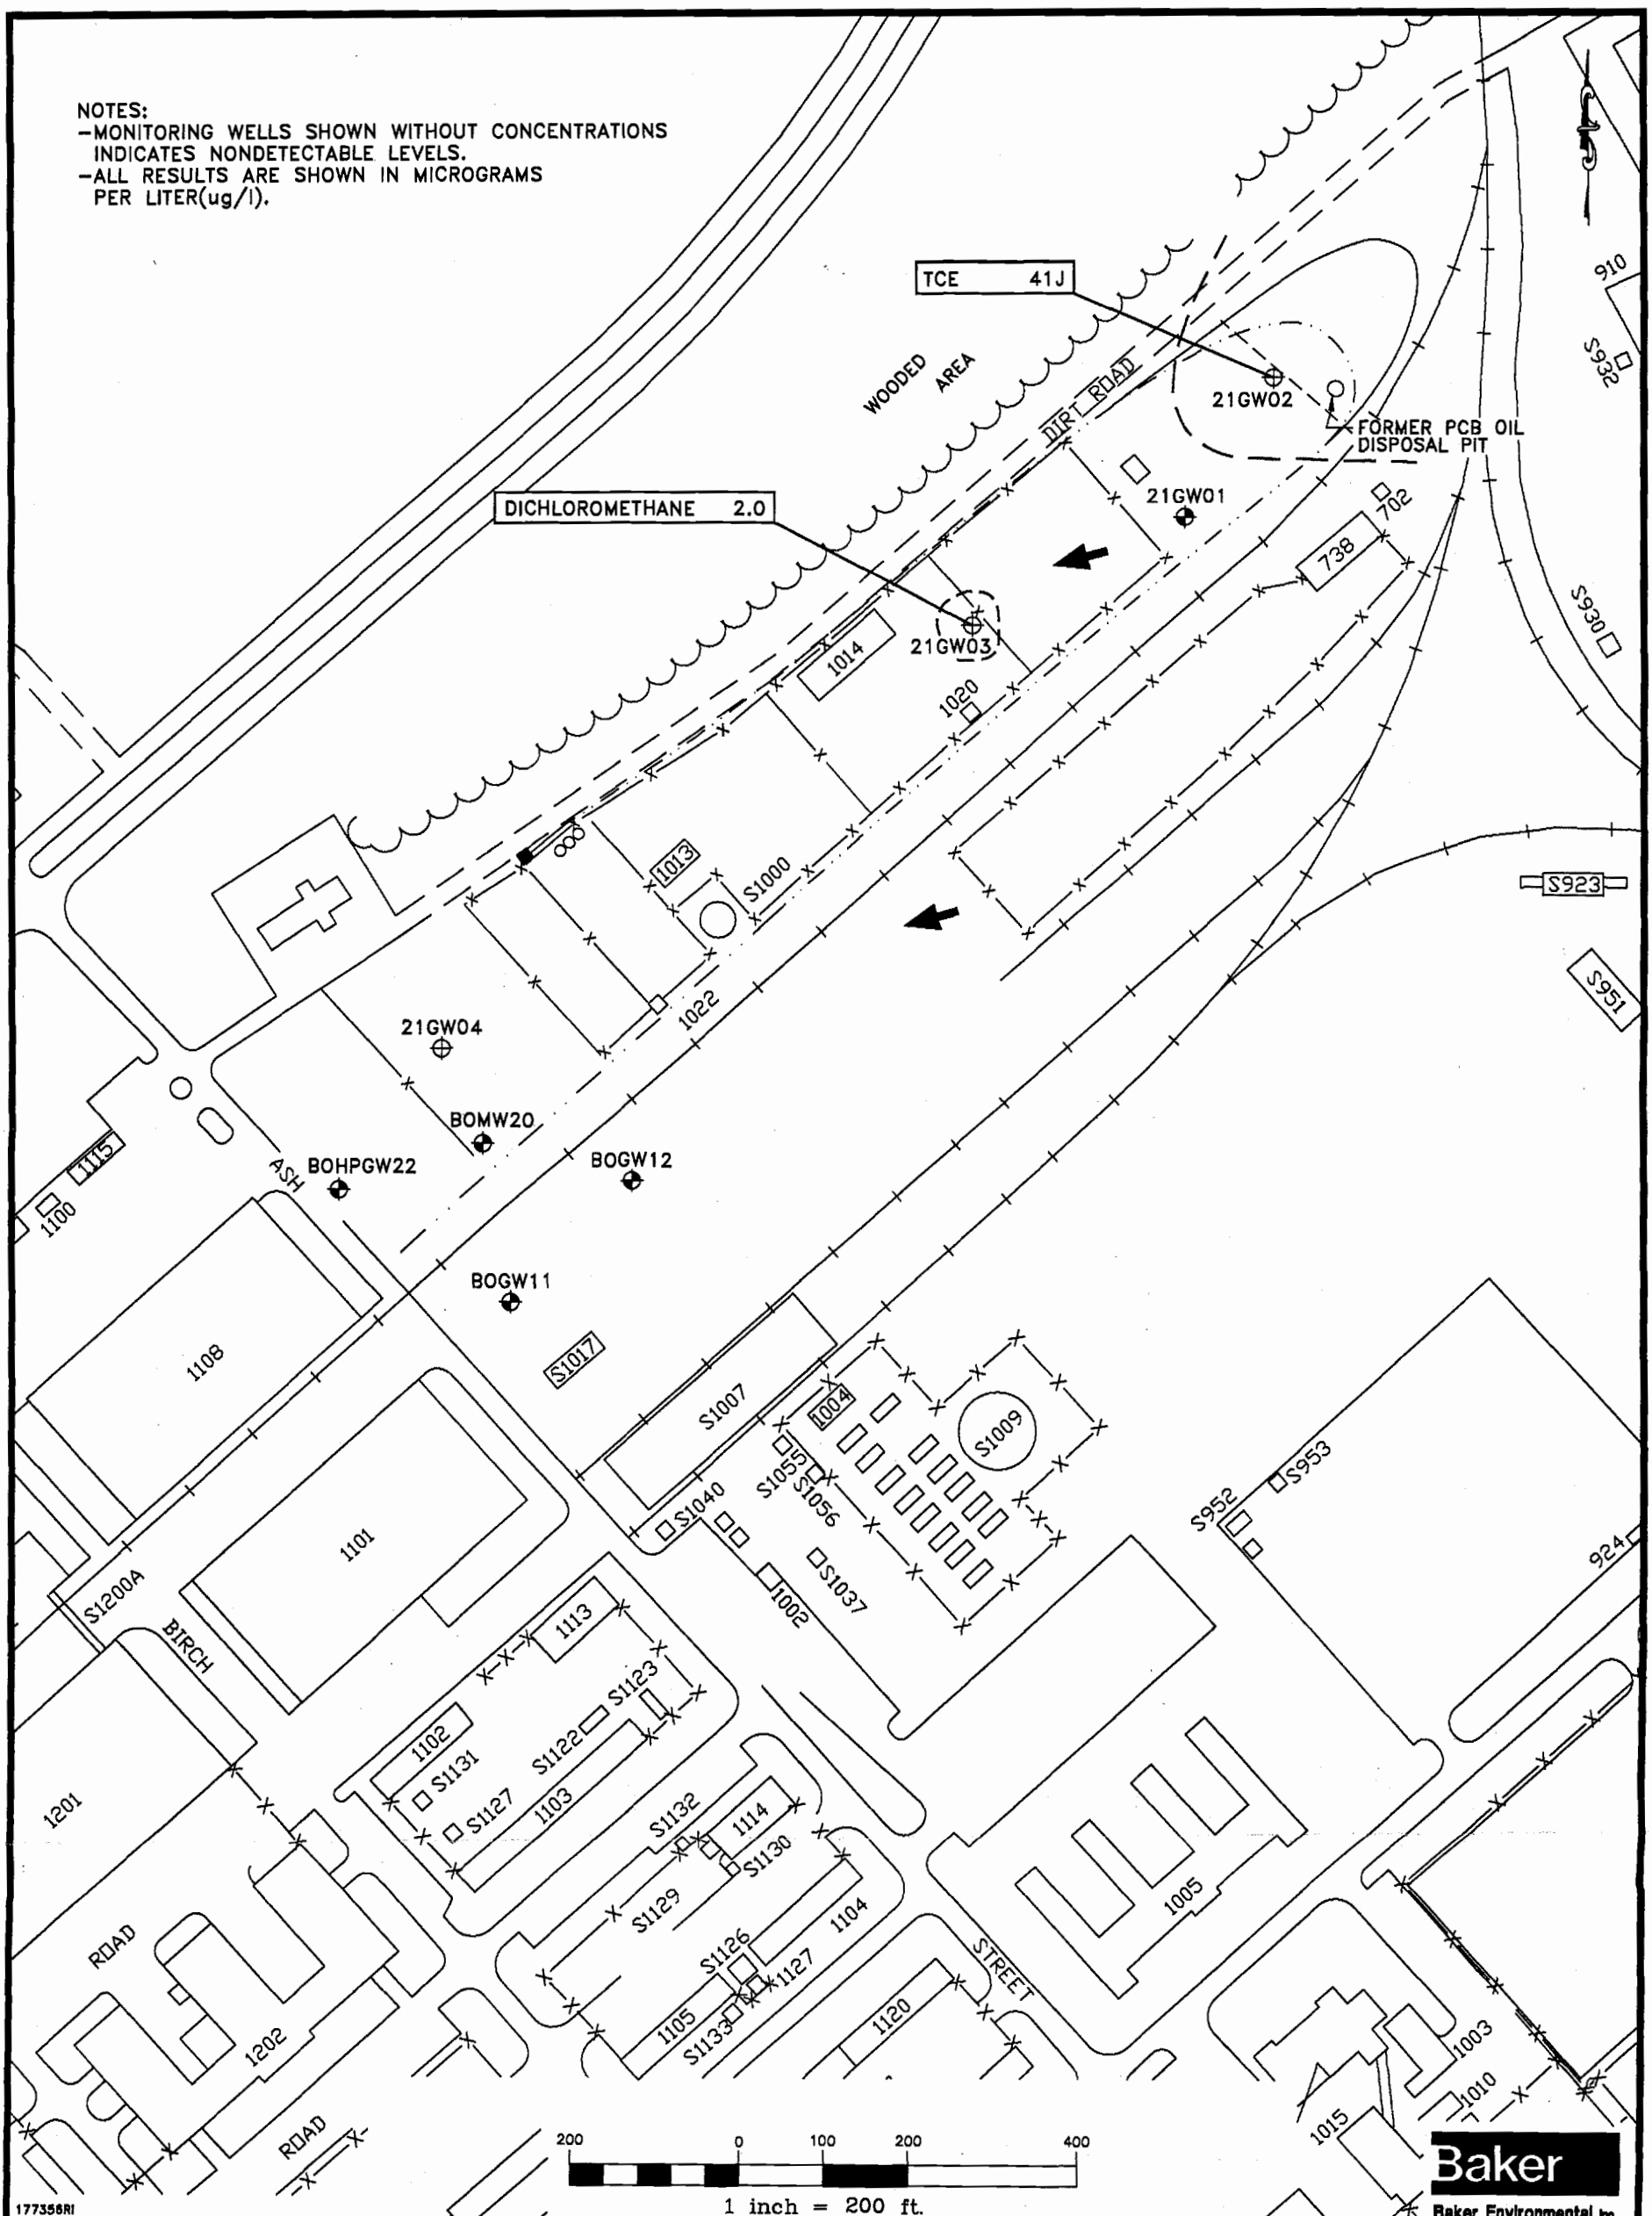 NOTES:
-MONITORING WELLS SHOWN WITHOUT CONCENTRATIONS
INDICATES NONDETECTABLE LEVELS.
-ALL RESULTS ARE SHOWN IN MICROGRAMS
PER LITER(ug/l).
TCE 41J
910
S932
WOODED
AREA
DIRT ROAD
21GW02
FORMER PCB OIL
DISPOSAL PIT
DICHLOROMETHANE 2.0
21GW01
702
738
S930
21GW03
1014
1020
1013
S1000
S923
S951
1022
21GW04
BOMW20
BOHPGW22
BOGW12
ASH
1115
1100
BOGW11
S1017
1108
S1007
1004
S1009
S1055
S1056
S1040
S953
S952
924
1101
S1037
1002
S1200A
BIRCH
1113
S1123
S1122
1102
S1131
S1127
1103
1201
S1132
1114
S1130
S1129
1104
1005
ROAD
S1126
1127
STREET
1105
S1133
1120
1202
1003
1010
1015
ROAD
200 0 100 200 400
1 inch = 200 ft.
Baker
Baker Environmental, Inc.
177356RI